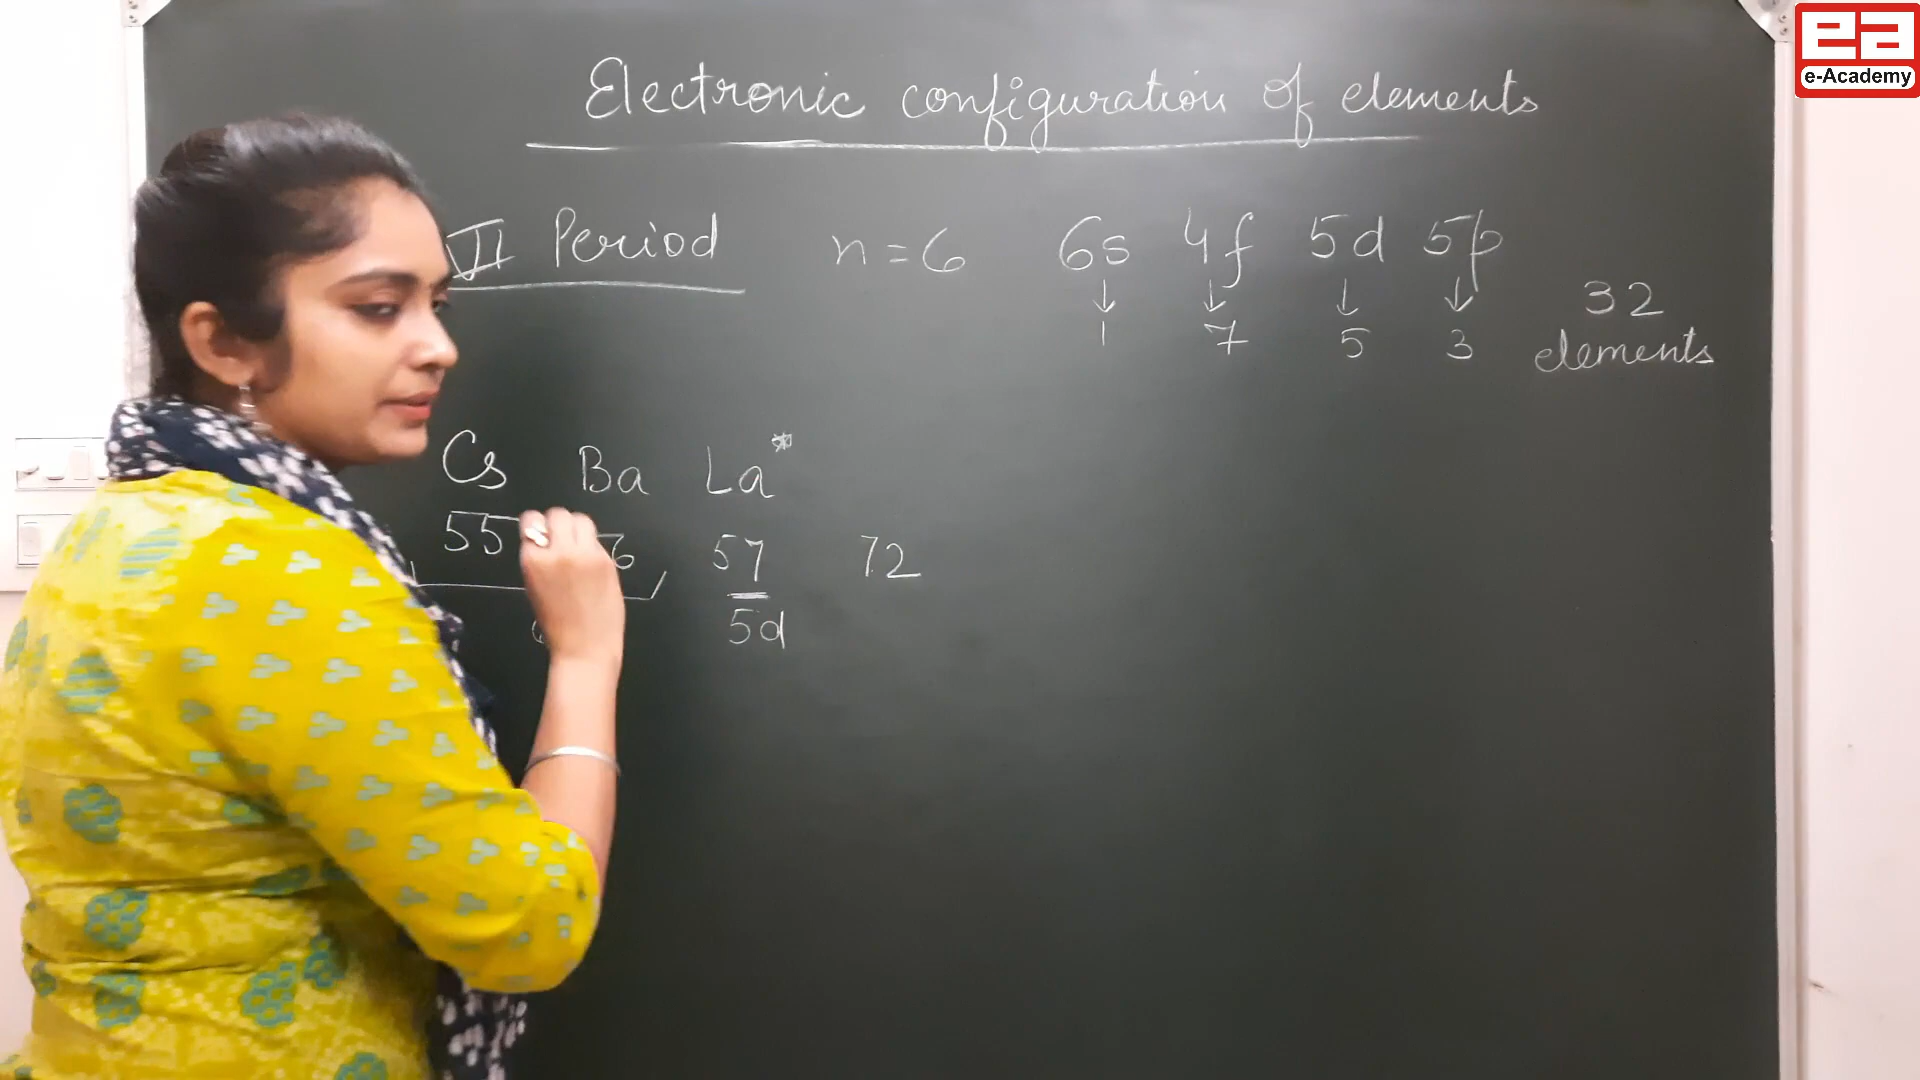 ea
e-Academy
Electronic configuration of elements
VI Period n=6 6s 4f 5d 5p
↓ ↓ ↓ ↓
1 7 5 3
32
elements
Cs Ba La*
55 57 72
5d